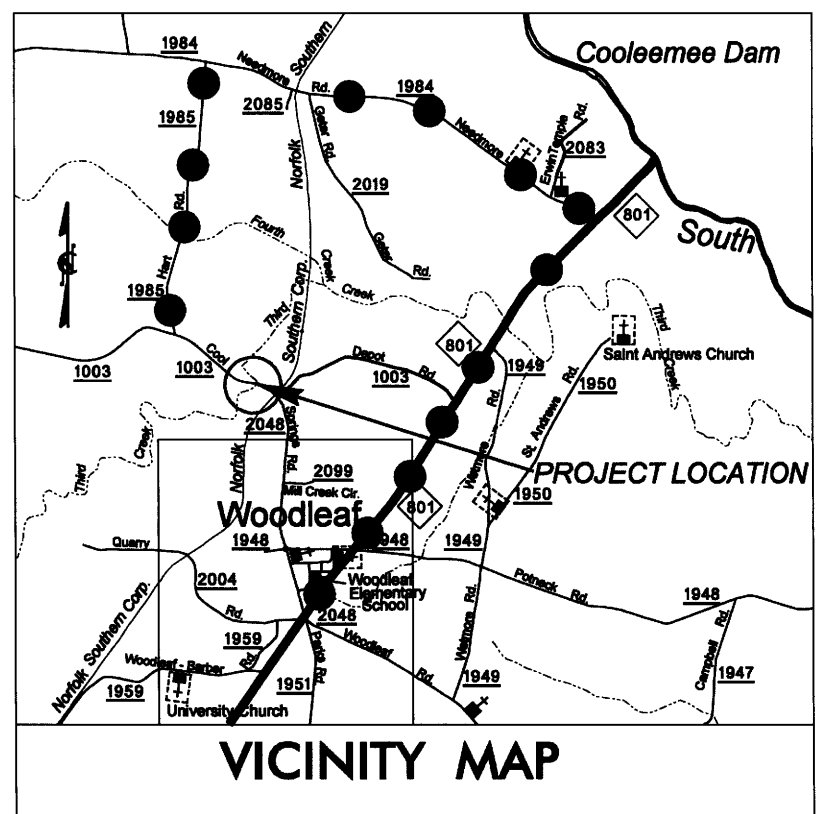 1984
Needmore
Rd.
1984
Southern
Cooleemee Dam
2085
1985
Norfolk
Geter Rd.
Needmore
ErwinTemple Rd.
2083
2019
801
South
Rd.
Fourth
Creek
Creek
Geter
Rd.
Hart
1985
Third
Southern Corp.
Third
Creek
801
Saint Andrews Church
1003
1003
Cool
Depot
Rd.
1003
1949
Rd.
1950
St. Andrews
Rd.
2048
Springs
Rd.
Norfolk
Third
Creek
2099
Mill Creek Cir.
PROJECT LOCATION
Wetmore
1950
801
Woodleaf
Quarry
1948
1948
1949
2004
Rd.
Woodleaf
Elementary
School
Potneck
Rd.
1948
2048
1959
Rd.
Woodleaf
Rd.
Parks
Rd.
Wetmore
Rd.
Norfolk Southern Corp.
Woodleaf - Barber
1959
1951
1949
Campbell
Rd.
1947
University Church
VICINITY MAP